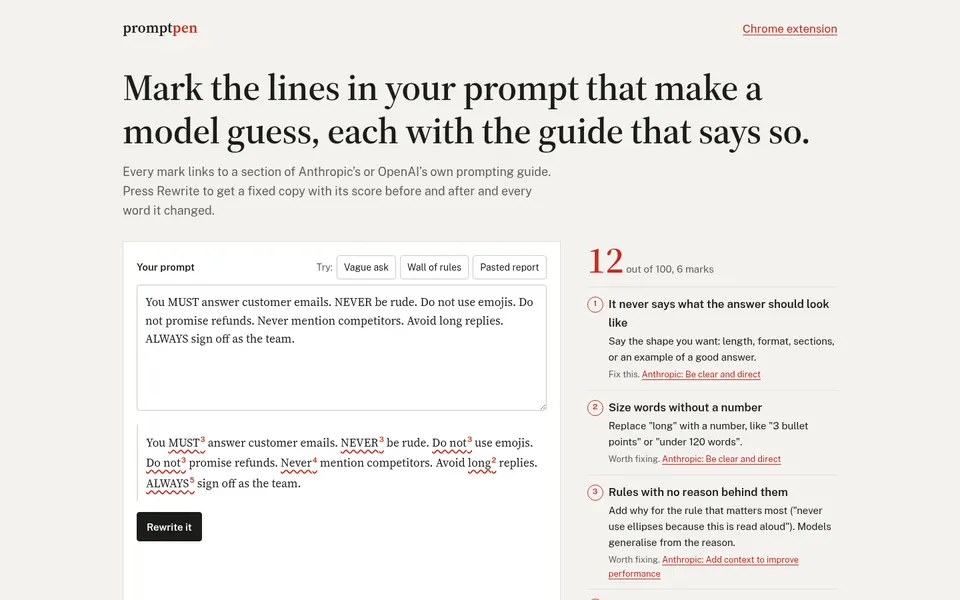 promptpen
Chrome extension
Mark the lines in your prompt that make a
model guess, each with the guide that says so.
Every mark links to a section of Anthropic's or OpenAI's own prompting guide.
Press Rewrite to get a fixed copy with its score before and after and every
word it changed.
Your prompt
Try:
Vague ask
Wall of rules
Pasted report
You MUST answer customer emails. NEVER be rude. Do not use emojis. Do
not promise refunds. Never mention competitors. Avoid long replies.
ALWAYS sign off as the team.
You MUST3 answer customer emails. NEVER3 be rude. Do not3 use emojis.
Do not3 promise refunds. Never4 mention competitors. Avoid long2 replies.
ALWAYS5 sign off as the team.
Rewrite it
12 out of 100, 6 marks
1 It never says what the answer should look
like
Say the shape you want: length, format, sections,
or an example of a good answer.
Fix this. Anthropic: Be clear and direct
2 Size words without a number
Replace "long" with a number, like "3 bullet
points" or "under 120 words".
Worth fixing. Anthropic: Be clear and direct
3 Rules with no reason behind them
Add why for the rule that matters most ("never
use ellipses because this is read aloud"). Models
generalise from the reason.
Worth fixing. Anthropic: Add context to improve
performance